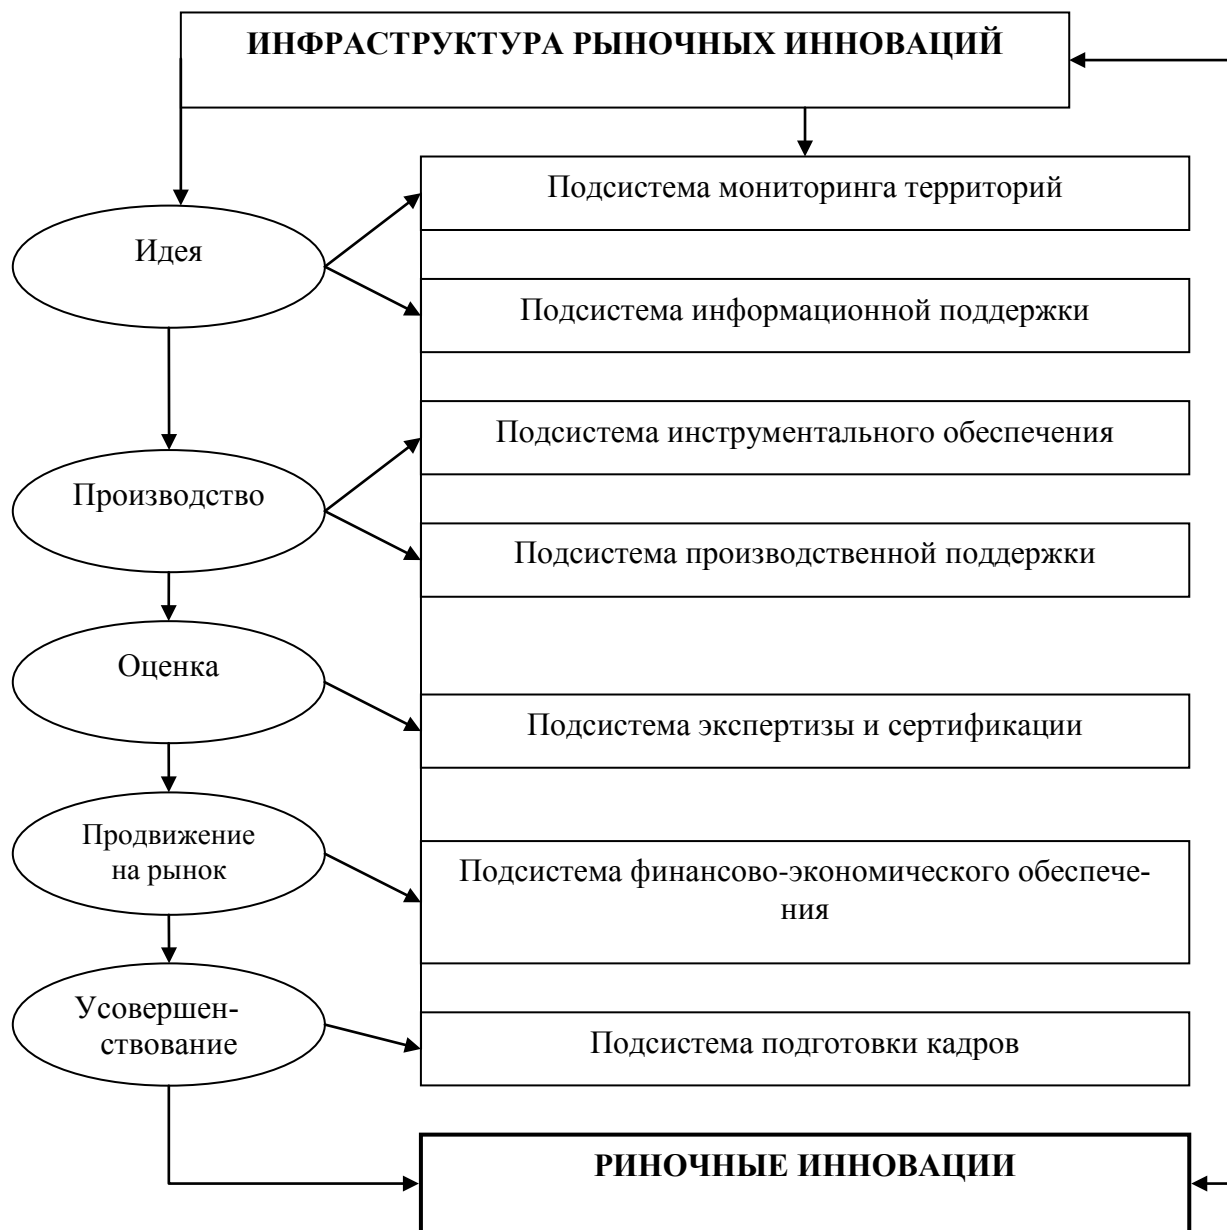 ИНФРАСТРУКТУРА РЫНОЧНЫХ ИННОВАЦИЙ
Подсистема мониторинга территорий
Идея
Подсистема информационной поддержки
Подсистема инструментального обеспечения
Производство
Подсистема производственной поддержки
Оценка
Подсистема экспертизы и сертификации
Продвижение
на рынок
Подсистема финансово-экономического обеспече-
ния
Усовершен-
ствование
Подсистема подготовки кадров
РИНОЧНЫЕ ИННОВАЦИИ